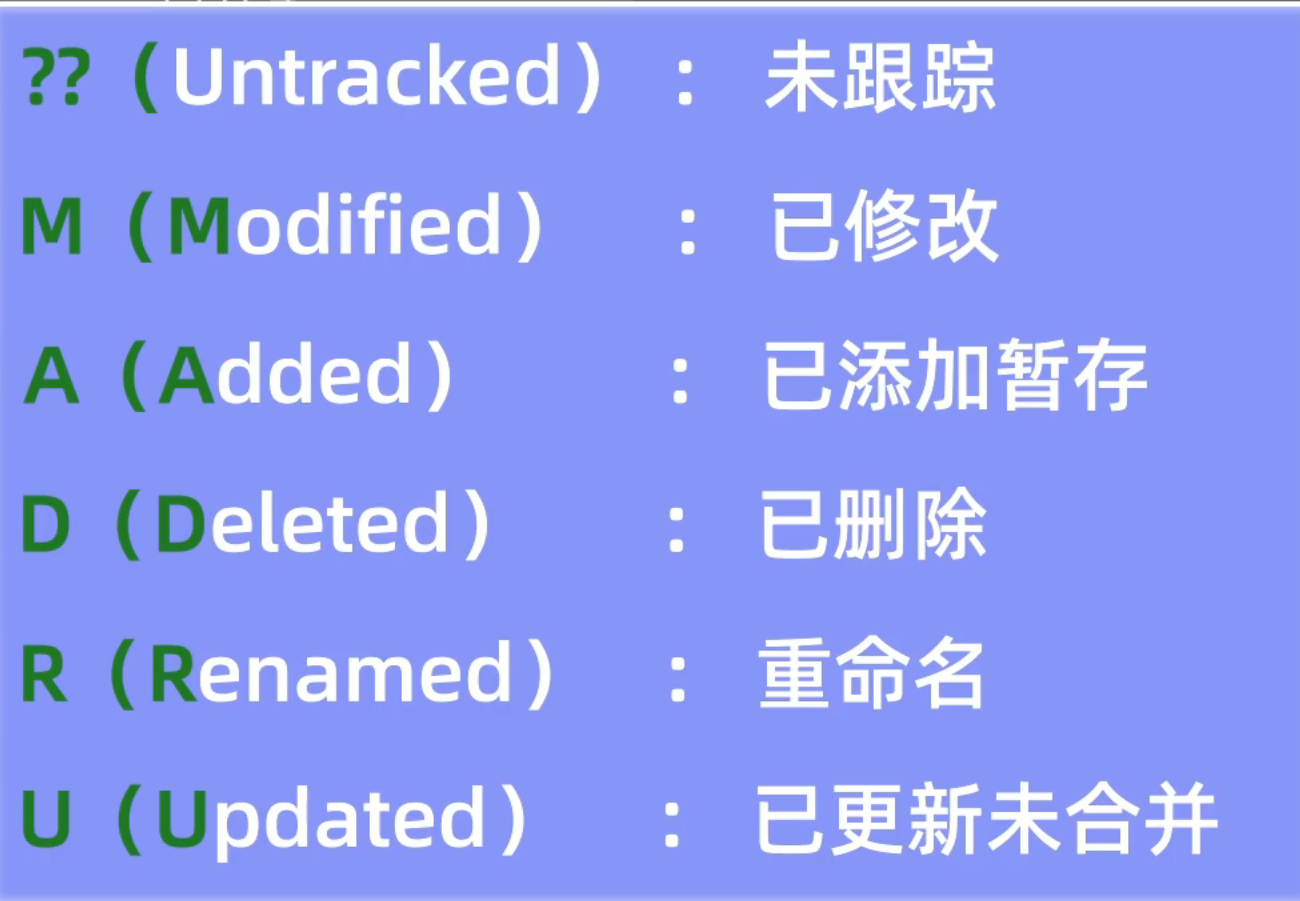 ??（Untracked）： 未跟踪
M（Modified）： 已修改
A（Added）： 已添加暂存
D（Deleted）： 已删除
R（Renamed）： 重命名
U（Updated）： 已更新未合并